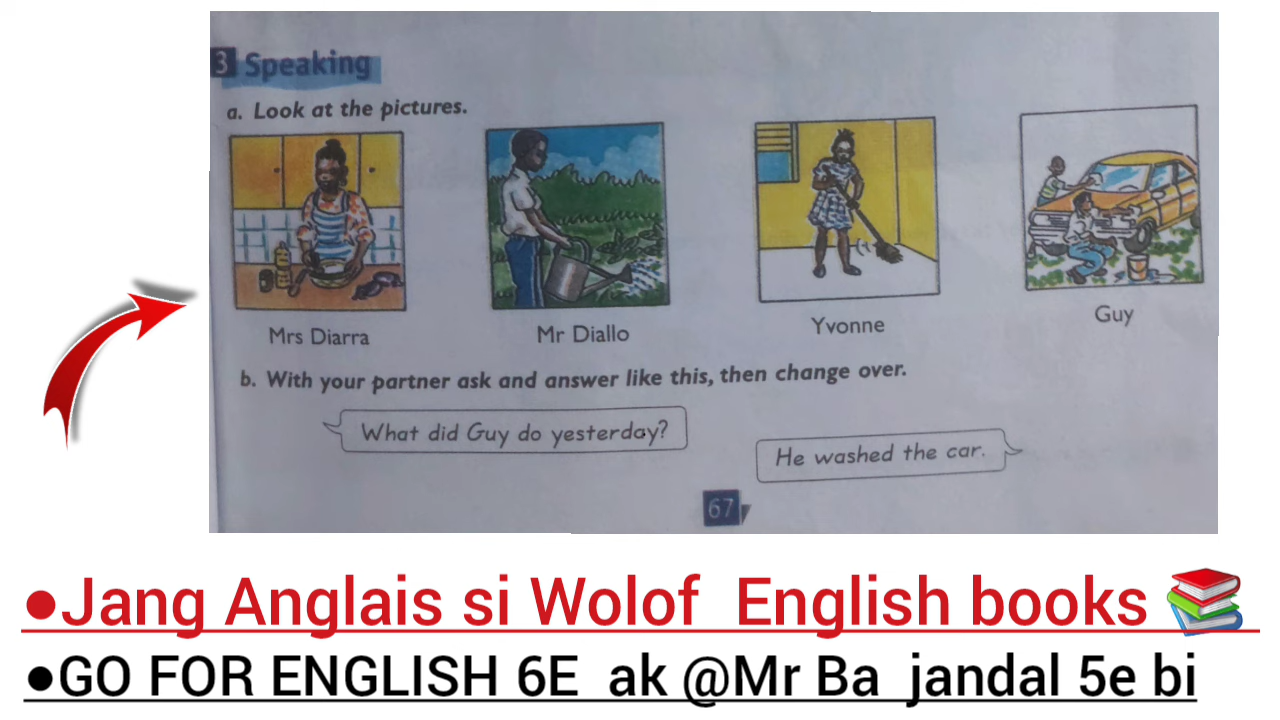 3 Speaking
a. Look at the pictures.
Mrs Diarra
Mr Diallo
Yvonne
Guy
b. With your partner ask and answer like this, then change over.
What did Guy do yesterday?
He washed the car.
67
●Jang Anglais si Wolof English books 📚
●GO FOR ENGLISH 6E ak @Mr Ba jandal 5e bi